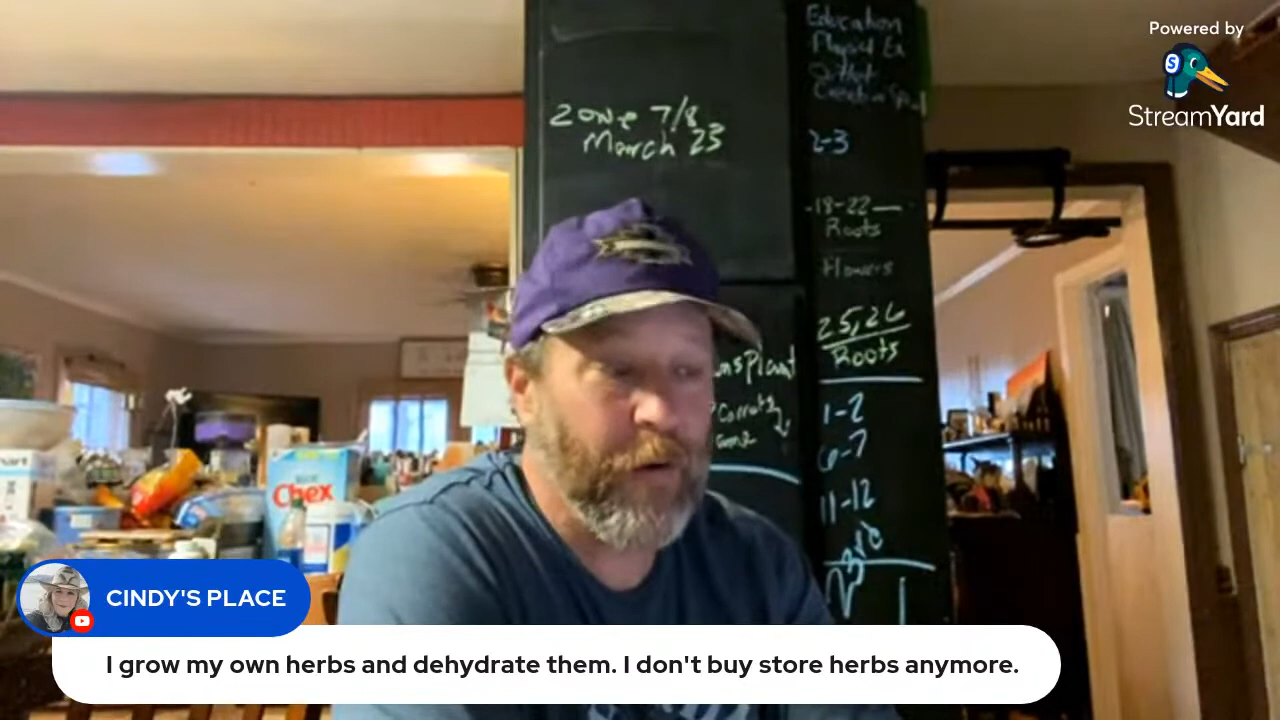 Powered by
StreamYard
Education
Zone 7/8
March 23
2-3
18-22
Roots
Flowers
25,26
Roots
1-2
6-7
11-12
Chex
CINDY'S PLACE
I grow my own herbs and dehydrate them. I don't buy store herbs anymore.